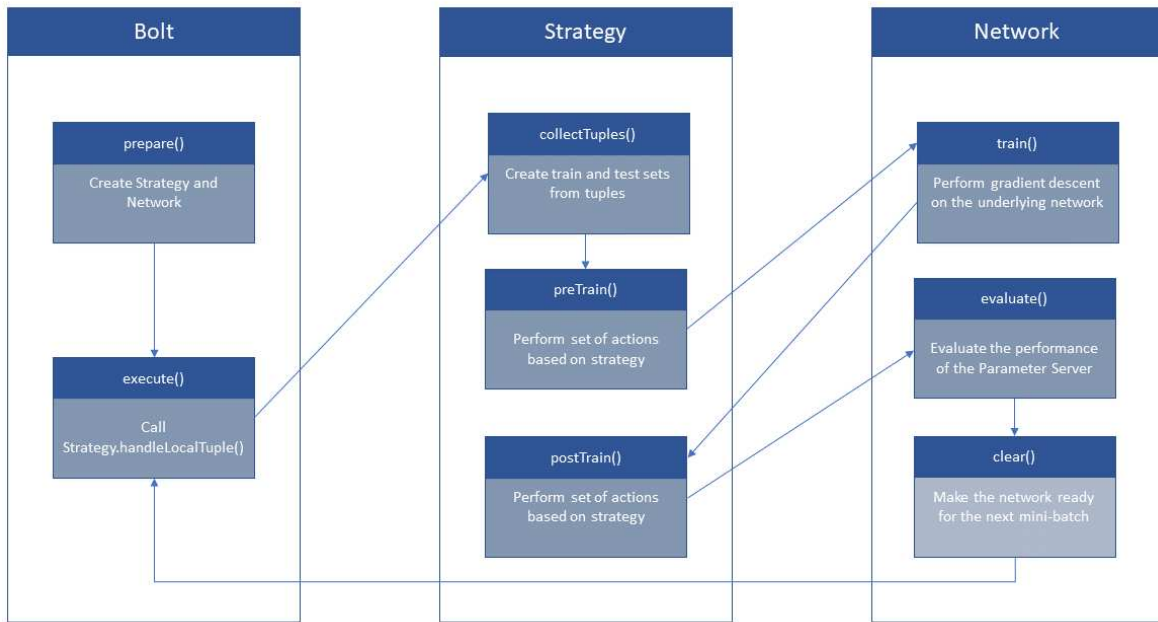 Bolt
prepare()
Create Strategy and
Network
execute()
Call
Strategy.handleLocalTuple()
Strategy
collectTuples()
Create train and test sets
from tuples
preTrain()
Perform set of actions
based on strategy
postTrain()
Perform set of actions
based on strategy
Network
train()
Perform gradient descent
on the underlying network
evaluate()
Evaluate the performance
of the Parameter Server
clear()
Make the network ready
for the next mini-batch